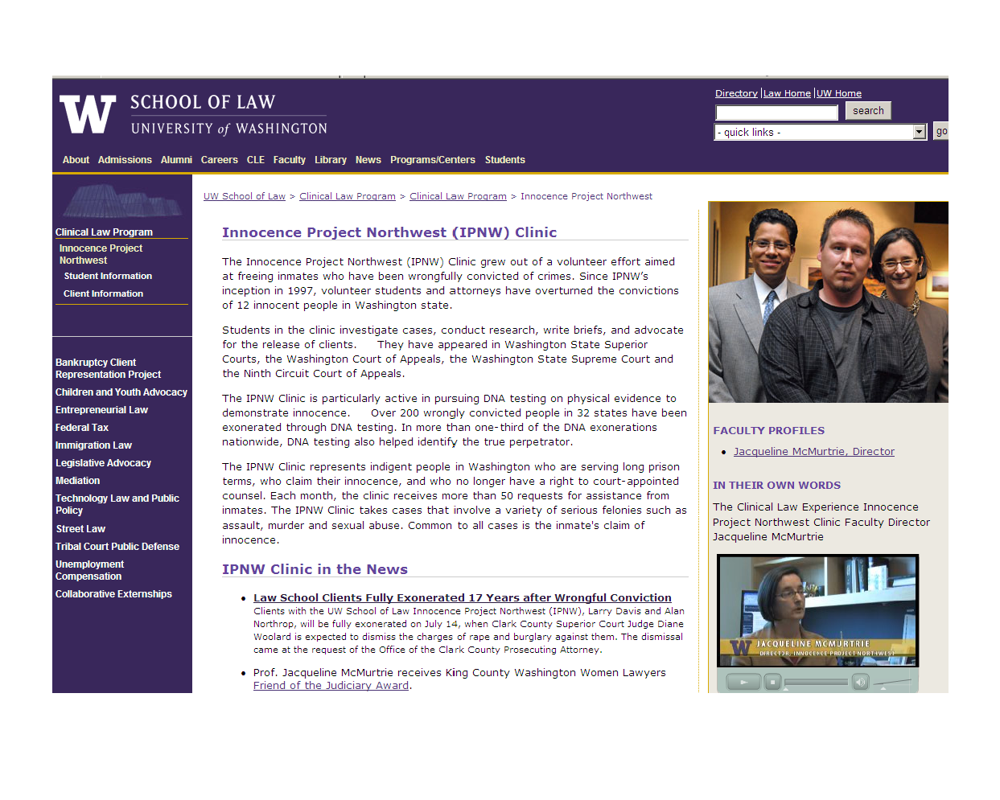 W SCHOOL OF LAW
UNIVERSITY of WASHINGTON
Directory | Law Home | UW Home
search
- quick links -
go
About Admissions Alumni Careers CLE Faculty Library News Programs/Centers Students
Clinical Law Program
Innocence Project
Northwest
Student Information
Client Information
Bankruptcy Client
Representation Project
Children and Youth Advocacy
Entrepreneurial Law
Federal Tax
Immigration Law
Legislative Advocacy
Mediation
Technology Law and Public
Policy
Street Law
Tribal Court Public Defense
Unemployment
Compensation
Collaborative Externships
UW School of Law > Clinical Law Program > Clinical Law Program > Innocence Project Northwest
Innocence Project Northwest (IPNW) Clinic
The Innocence Project Northwest (IPNW) Clinic grew out of a volunteer effort aimed
at freeing inmates who have been wrongfully convicted of crimes. Since IPNW's
inception in 1997, volunteer students and attorneys have overturned the convictions
of 12 innocent people in Washington state.
Students in the clinic investigate cases, conduct research, write briefs, and advocate
for the release of clients. They have appeared in Washington State Superior
Courts, the Washington Court of Appeals, the Washington State Supreme Court and
the Ninth Circuit Court of Appeals.
The IPNW Clinic is particularly active in pursuing DNA testing on physical evidence to
demonstrate innocence. Over 200 wrongly convicted people in 32 states have been
exonerated through DNA testing. In more than one-third of the DNA exonerations
nationwide, DNA testing also helped identify the true perpetrator.
The IPNW Clinic represents indigent people in Washington who are serving long prison
terms, who claim their innocence, and who no longer have a right to court-appointed
counsel. Each month, the clinic receives more than 50 requests for assistance from
inmates. The IPNW Clinic takes cases that involve a variety of serious felonies such as
assault, murder and sexual abuse. Common to all cases is the inmate's claim of
innocence.
IPNW Clinic in the News
• Law School Clients Fully Exonerated 17 Years after Wrongful Conviction
Clients with the UW School of Law Innocence Project Northwest (IPNW), Larry Davis and Alan
Northrop, will be fully exonerated on July 14, when Clark County Superior Court Judge Diane
Woolard is expected to dismiss the charges of rape and burglary against them. The dismissal
came at the request of the Office of the Clark County Prosecuting Attorney.
• Prof. Jacqueline McMurtrie receives King County Washington Women Lawyers
Friend of the Judiciary Award.
FACULTY PROFILES
• Jacqueline McMurtrie, Director
IN THEIR OWN WORDS
The Clinical Law Experience Innocence
Project Northwest Clinic Faculty Director
Jacqueline McMurtrie
W JACQUELINE MCMURTRIE
DIRECTOR, INNOCENCE PROJECT NORTHWEST